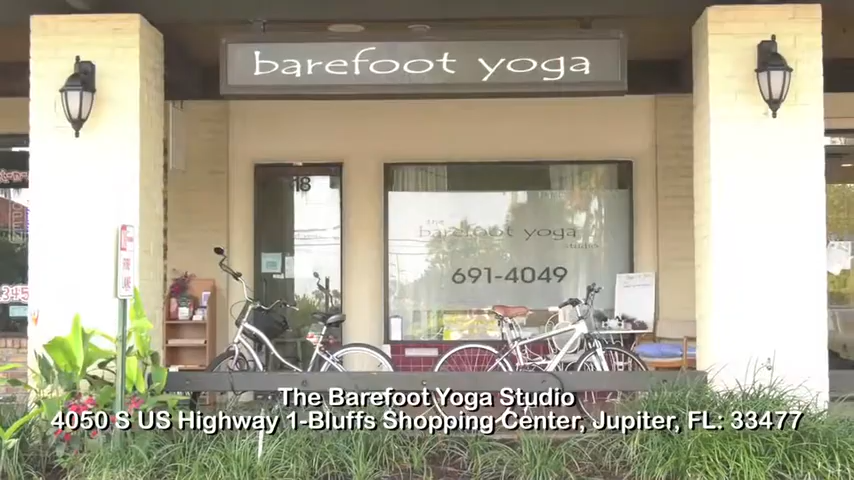 barefoot yoga
18
the
barefoot yoga
studio
691-4049
The Barefoot Yoga Studio
4050 S US Highway 1-Bluffs Shopping Center, Jupiter, FL: 33477